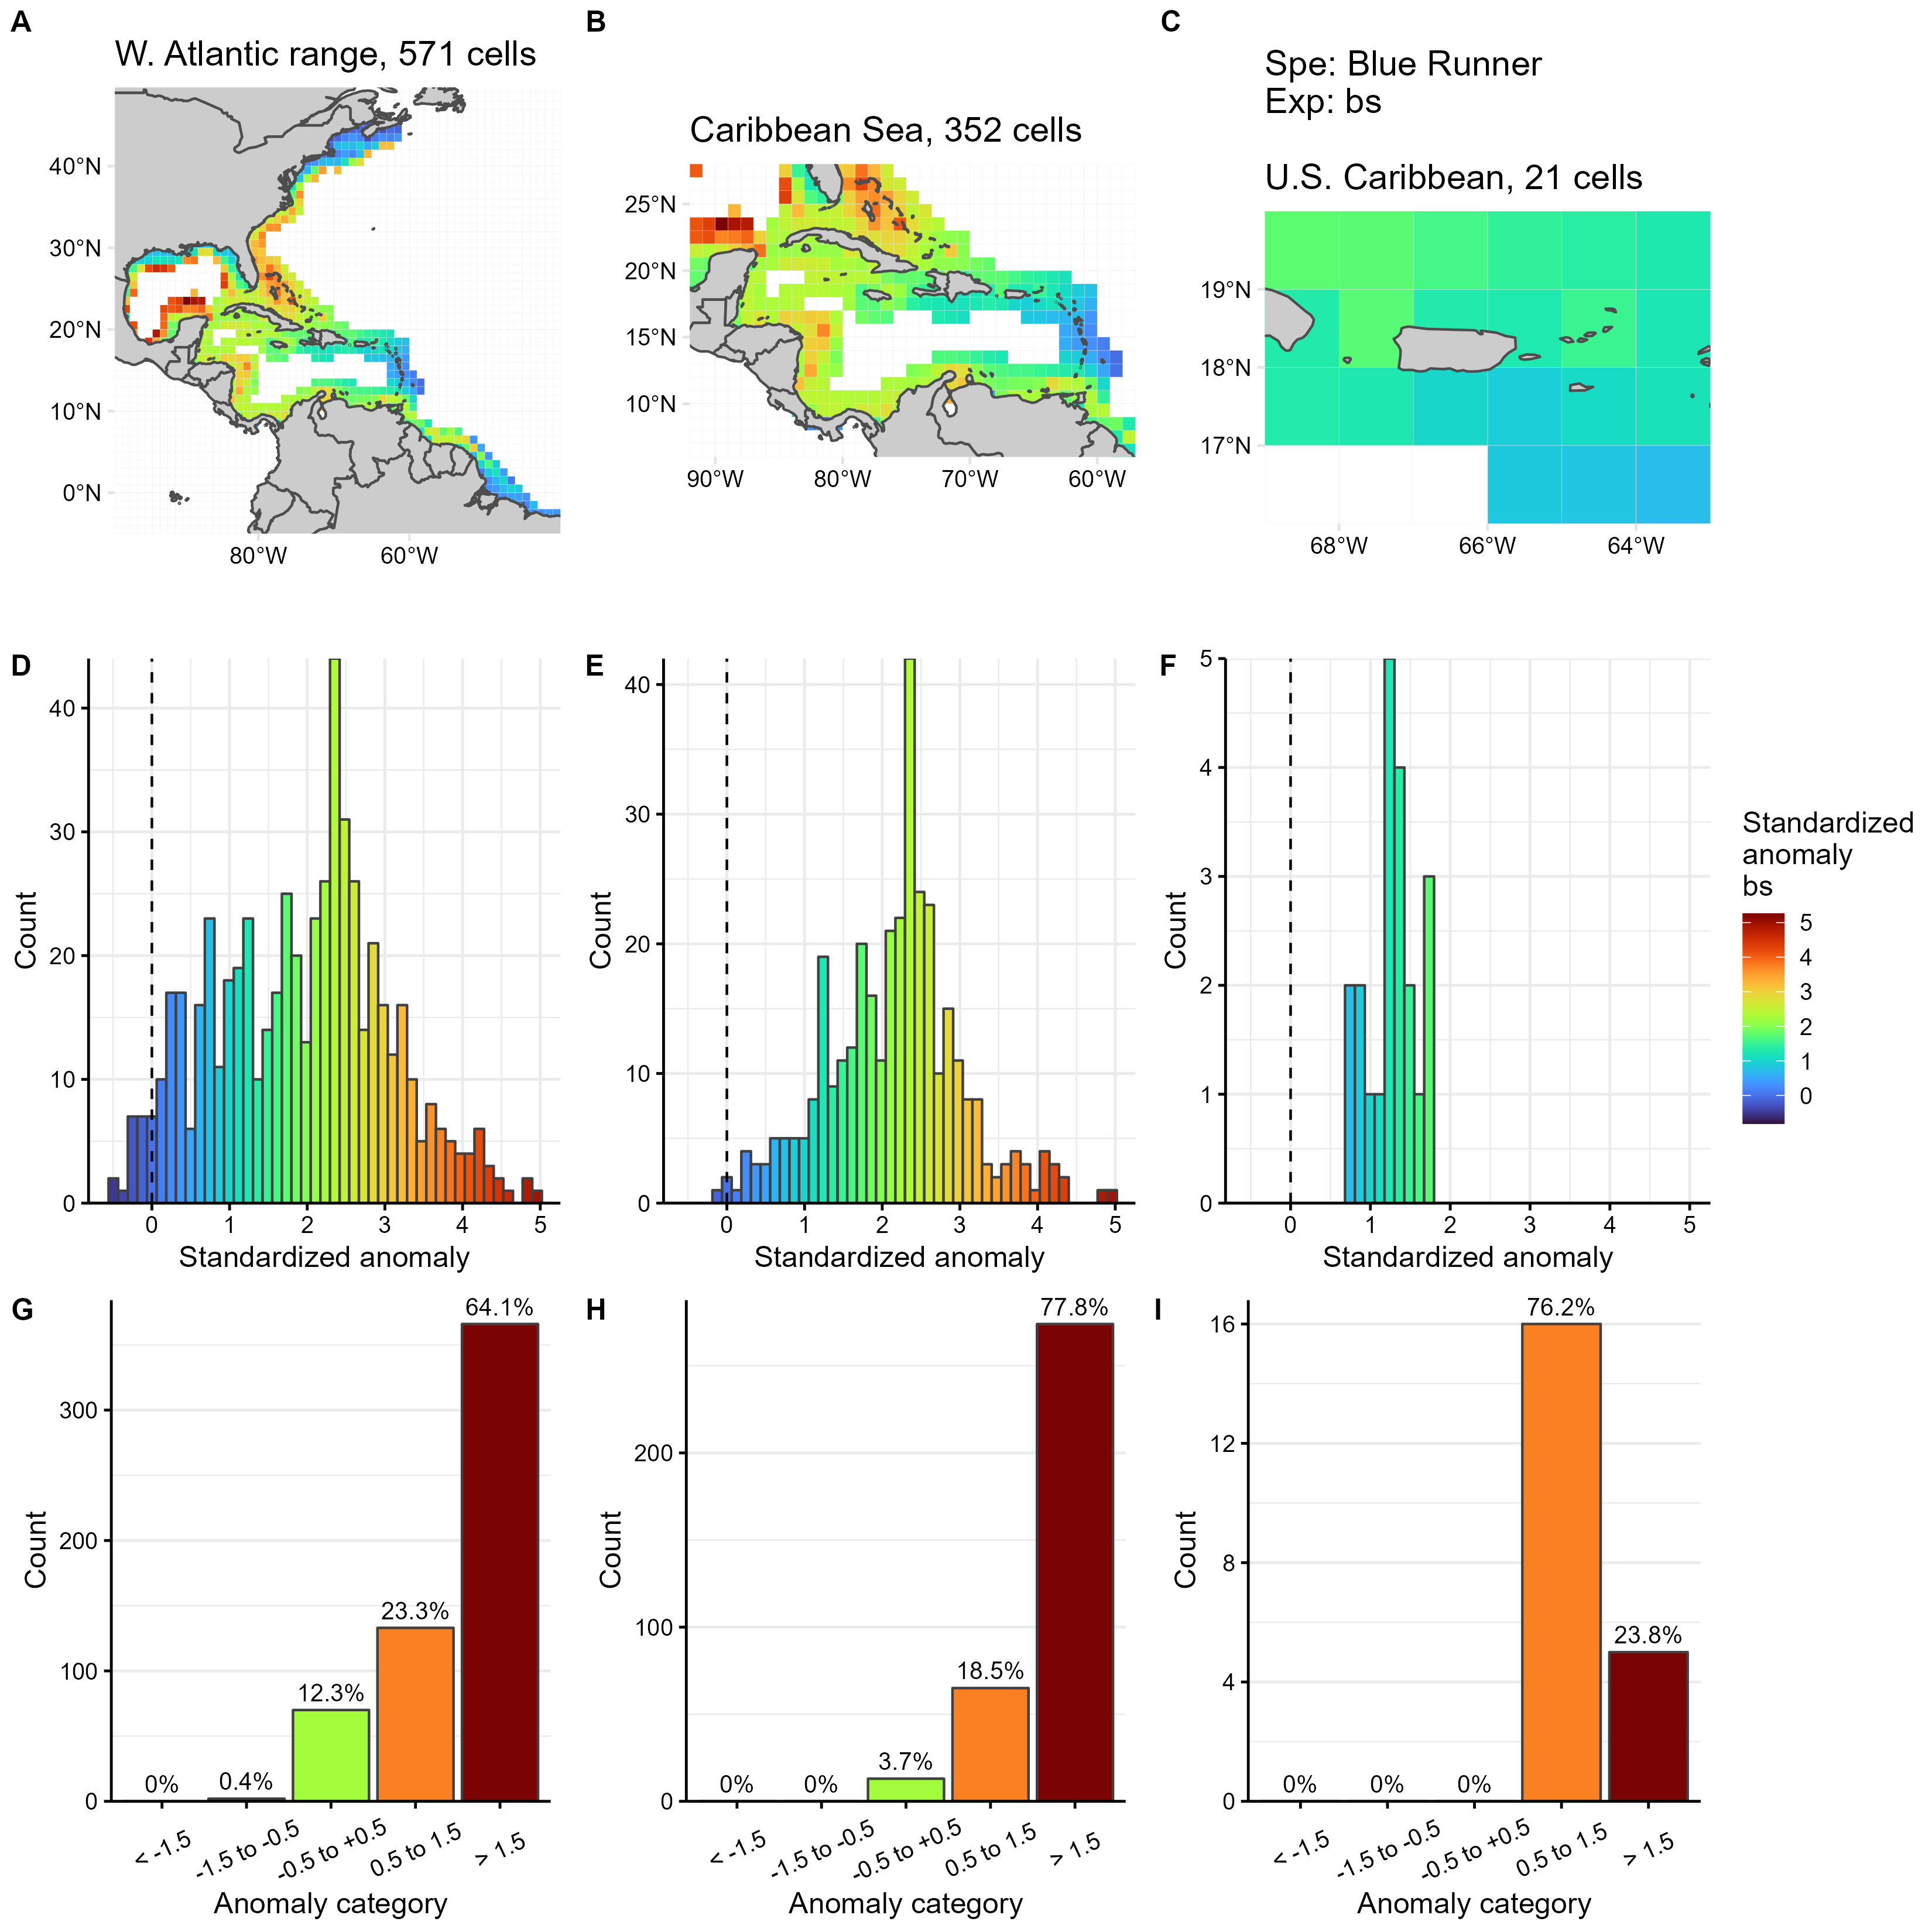 A
W. Atlantic range, 571 cells
40°N
30°N
20°N
10°N
0°N
80°W
60°W
B
Caribbean Sea, 352 cells
25°N
20°N
15°N
10°N
90°W
80°W
70°W
60°W
C
Spe: Blue Runner
Exp: bs
U.S. Caribbean, 21 cells
19°N
18°N
17°N
68°W
66°W
64°W
D
Count
40
30
20
10
0
0 1 2 3 4 5
Standardized anomaly
E
Count
40
30
20
10
0
0 1 2 3 4 5
Standardized anomaly
F
Count
5
4
3
2
1
0
0 1 2 3 4 5
Standardized anomaly
Standardized
anomaly
bs
5
4
3
2
1
0
G
Count
300
200
100
0
0%
0.4%
12.3%
23.3%
64.1%
< -1.5
-1.5 to -0.5
-0.5 to +0.5
0.5 to 1.5
> 1.5
Anomaly category
H
Count
200
100
0
0%
0%
3.7%
18.5%
77.8%
< -1.5
-1.5 to -0.5
-0.5 to +0.5
0.5 to 1.5
> 1.5
Anomaly category
I
Count
16
12
8
4
0
0%
0%
0%
76.2%
23.8%
< -1.5
-1.5 to -0.5
-0.5 to +0.5
0.5 to 1.5
> 1.5
Anomaly category